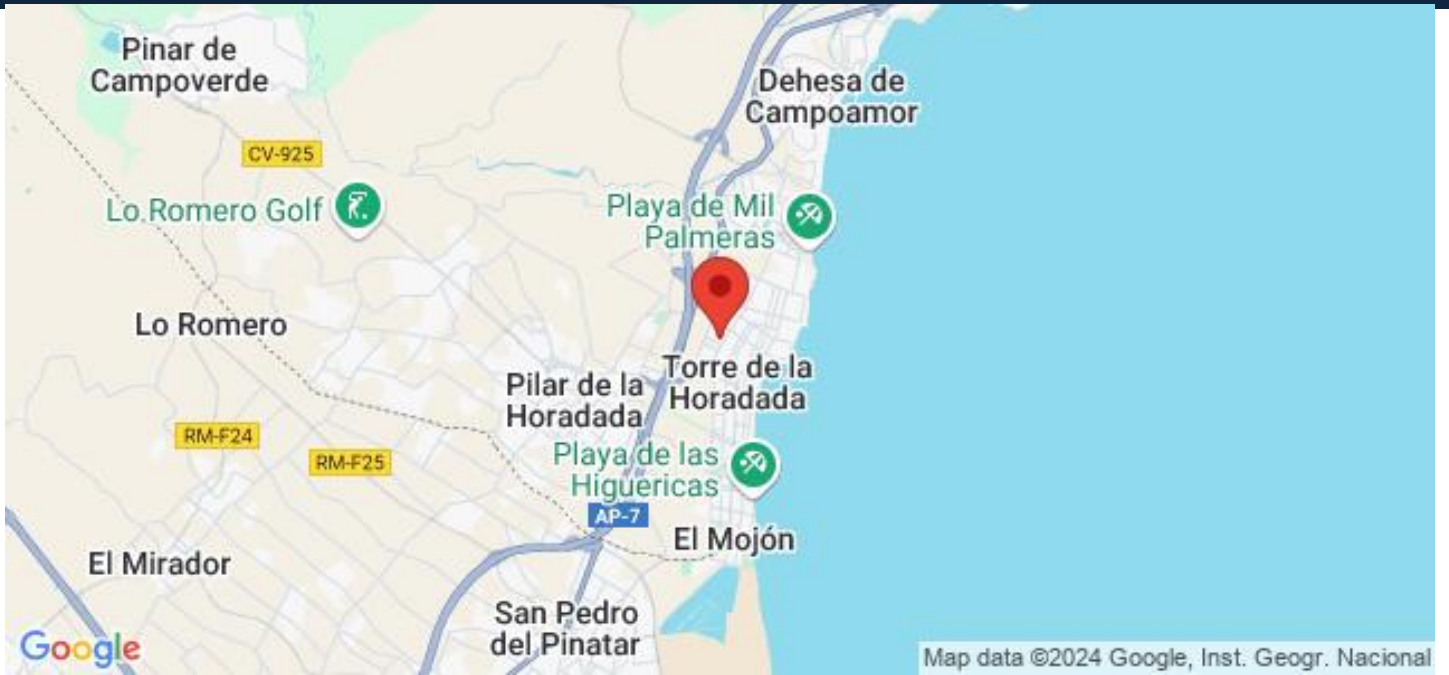 Pinar de
Campoverde
Dehesa de
Campoamor
CV-925
Lo Romero Golf
Playa de Mil
Palmeras
Lo Romero
Torre de la
Horadada
Pilar de la
Horadada
RM-F24
RM-F25
Playa de las
Higuericas
AP-7
El Mojón
El Mirador
San Pedro
del Pinatar
Google
Map data ©2024 Google, Inst. Geogr. Nacional